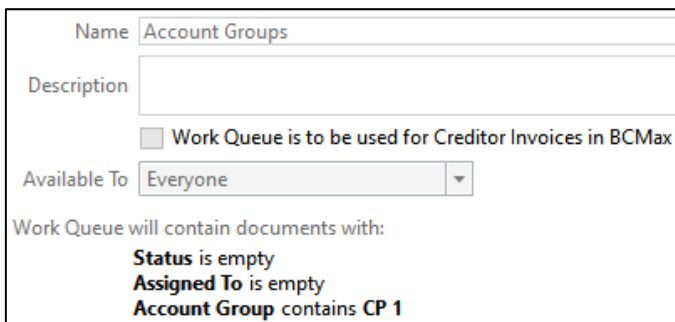 Name Account Groups
Description
Work Queue is to be used for Creditor Invoices in BCMax
Available To Everyone
Work Queue will contain documents with:
Status is empty
Assigned To is empty
Account Group contains CP 1